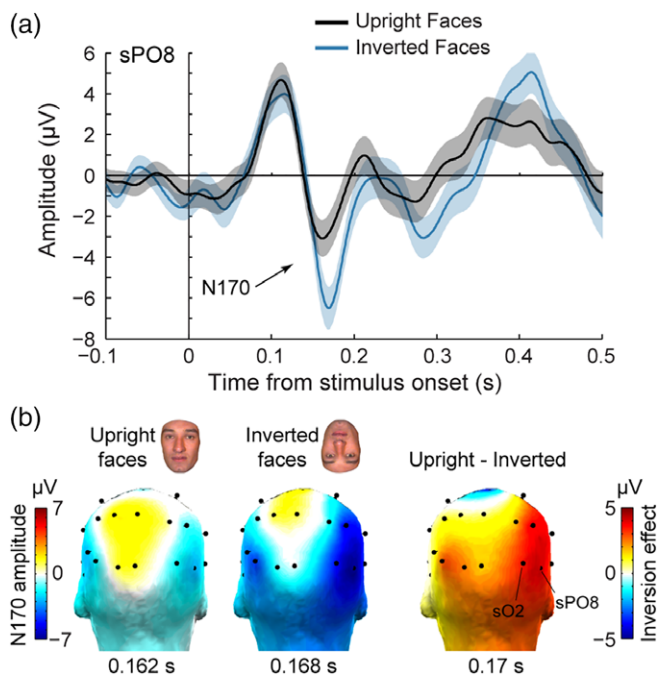 (a)
sPO8
Upright Faces
Inverted Faces
Amplitude (µV)
6
4
2
0
−2
−4
−6
−8
N170
−0.1 0 0.1 0.2 0.3 0.4 0.5
Time from stimulus onset (s)
(b)
Upright faces
Inverted faces
Upright - Inverted
µV
7
0
−7
N170 amplitude
µV
5
0
−5
Inversion effect
sO2
sPO8
0.162 s
0.168 s
0.17 s